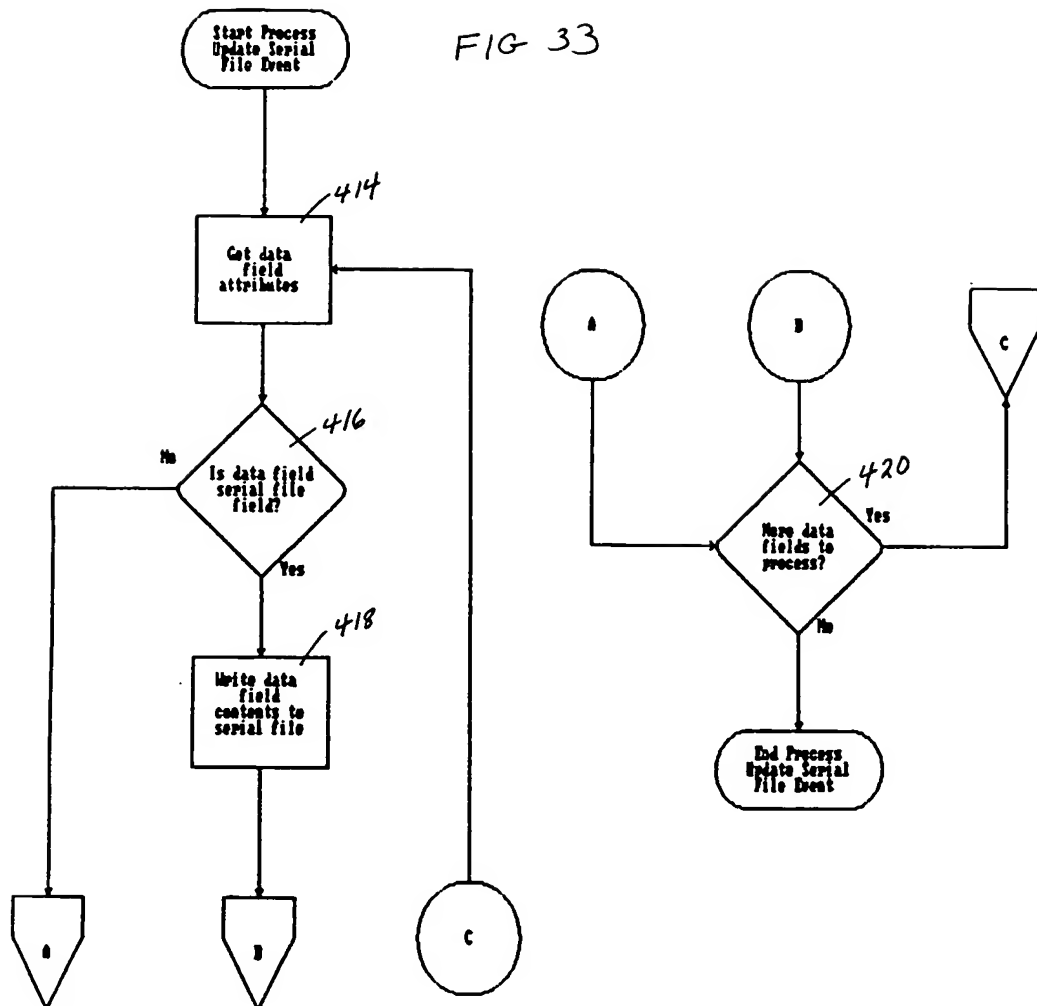 FIG 33
Start Process
Update Serial
File Event
414
Get data
field
attributes
416
No
Is data field
serial file
field?
Yes
418
Write data
field
contents to
serial file
A
B
C
A
B
C
420
More data
fields to
process?
Yes
No
End Process
Update Serial
File Event